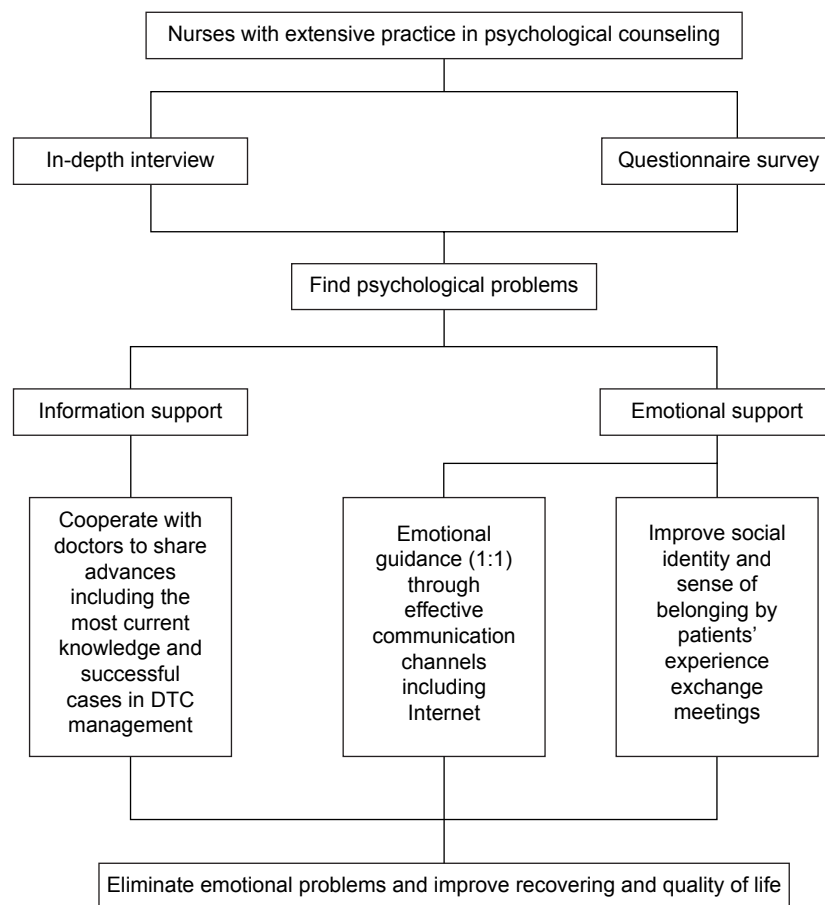 Nurses with extensive practice in psychological counseling
In-depth interview
Questionnaire survey
Find psychological problems
Information support
Emotional support
Cooperate with
doctors to share
advances
including the
most current
knowledge and
successful
cases in DTC
management
Emotional
guidance (1:1)
through
effective
communication
channels
including
Internet
Improve social
identity and
sense of
belonging by
patients’
experience
exchange
meetings
Eliminate emotional problems and improve recovering and quality of life